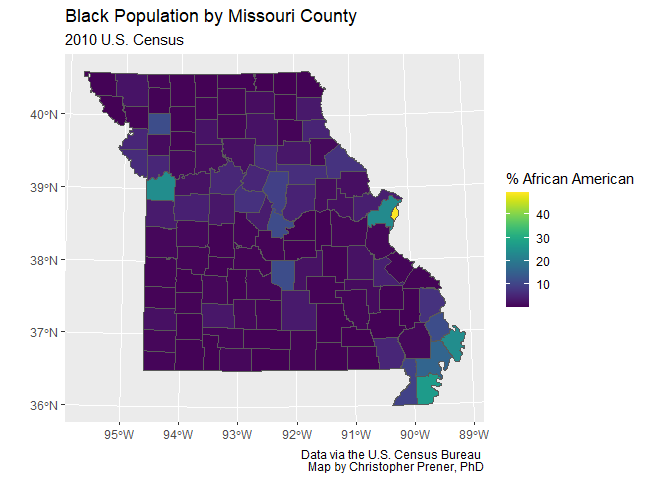 Black Population by Missouri County
2010 U.S. Census
40°N
39°N
38°N
37°N
36°N
95°W 94°W 93°W 92°W 91°W 90°W 89°W
% African American
40
30
20
10
Data via the U.S. Census Bureau
Map by Christopher Prener, PhD